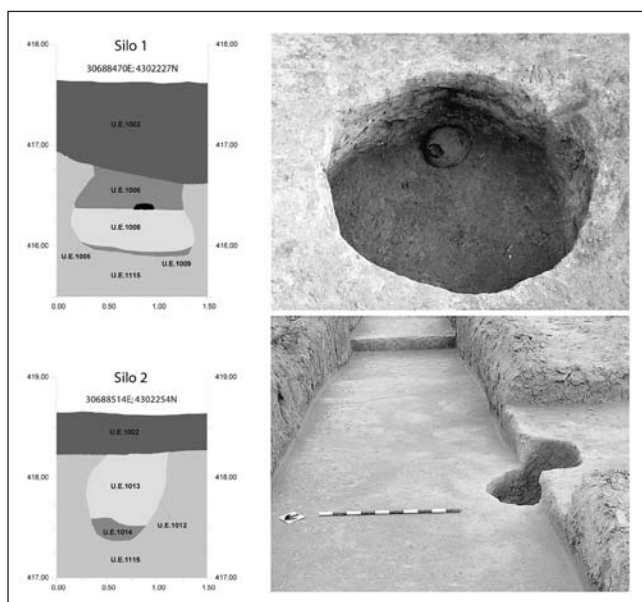 Silo 1
30688470E; 4302227N
418.00 418.00
U.E.1002
417.00 417.00
U.E.1006
U.E.1008
416.00 416.00
U.E.1005 U.E.1009
U.E.1115
0.00 0.50 1.00 1.50
Silo 2
30688514E; 4302254N
419.00 419.00
U.E.1002
418.00 418.00
U.E.1013
U.E.1012
U.E.1014
U.E.1115
417.00 417.00
0.00 0.50 1.00 1.50